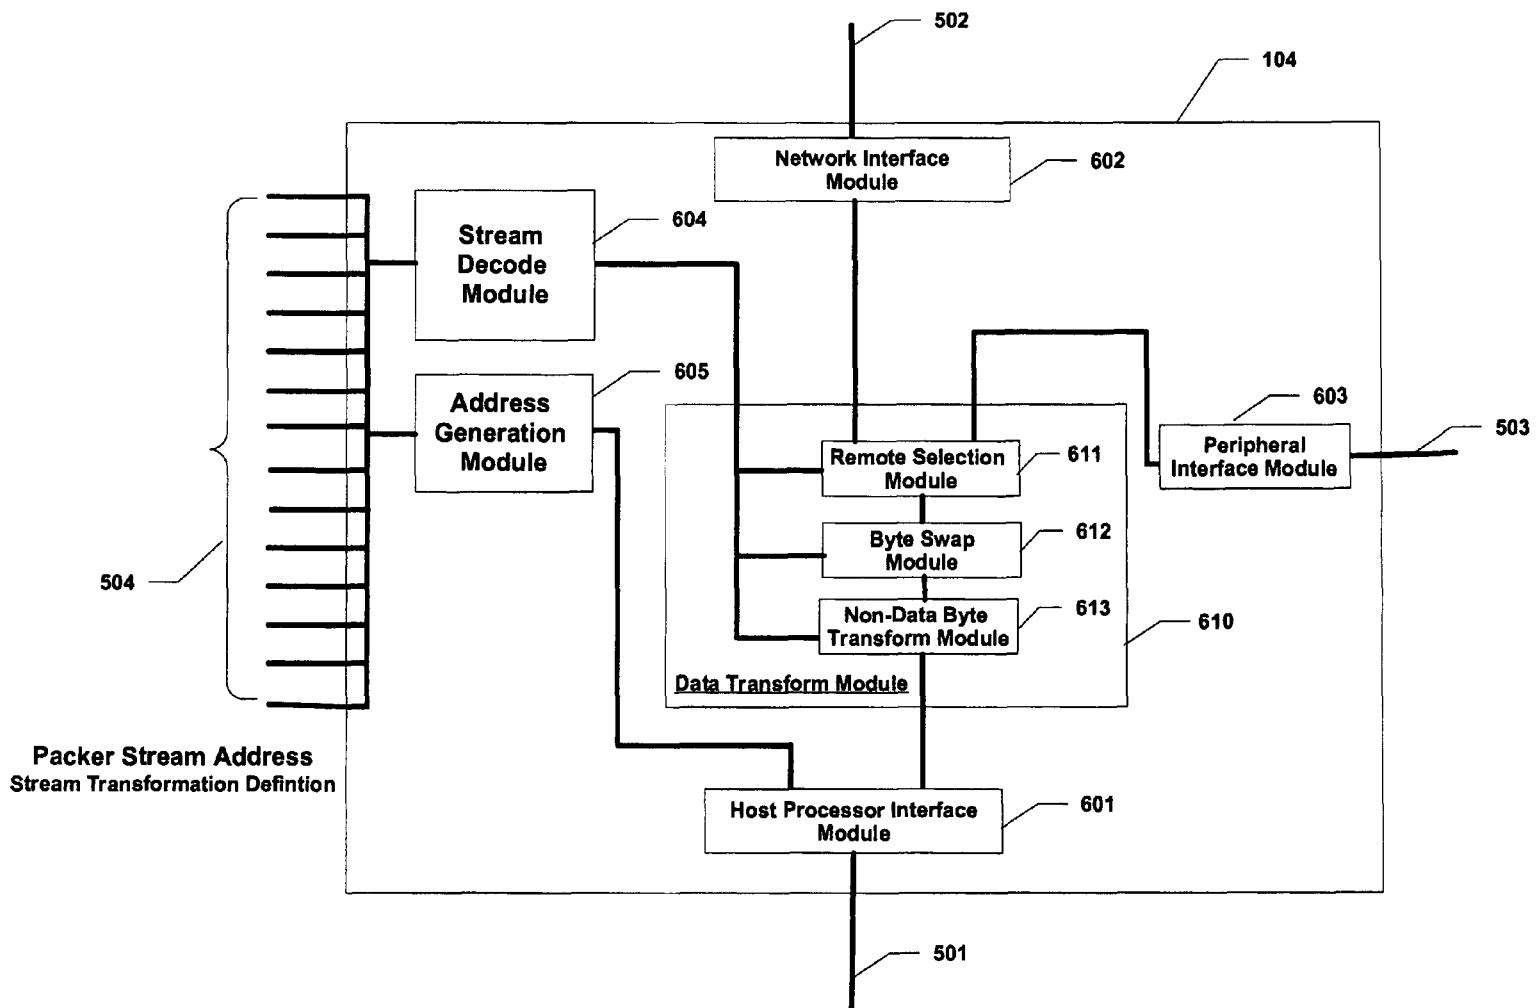 502
104
Network Interface
Module
602
604
Stream
Decode
Module
605
Address
Generation
Module
603
Peripheral
Interface Module
503
Remote Selection
Module
611
Byte Swap
Module
612
Non-Data Byte
Transform Module
613
610
Data Transform Module
504
Packer Stream Address
Stream Transformation Defintion
Host Processor Interface
Module
601
501